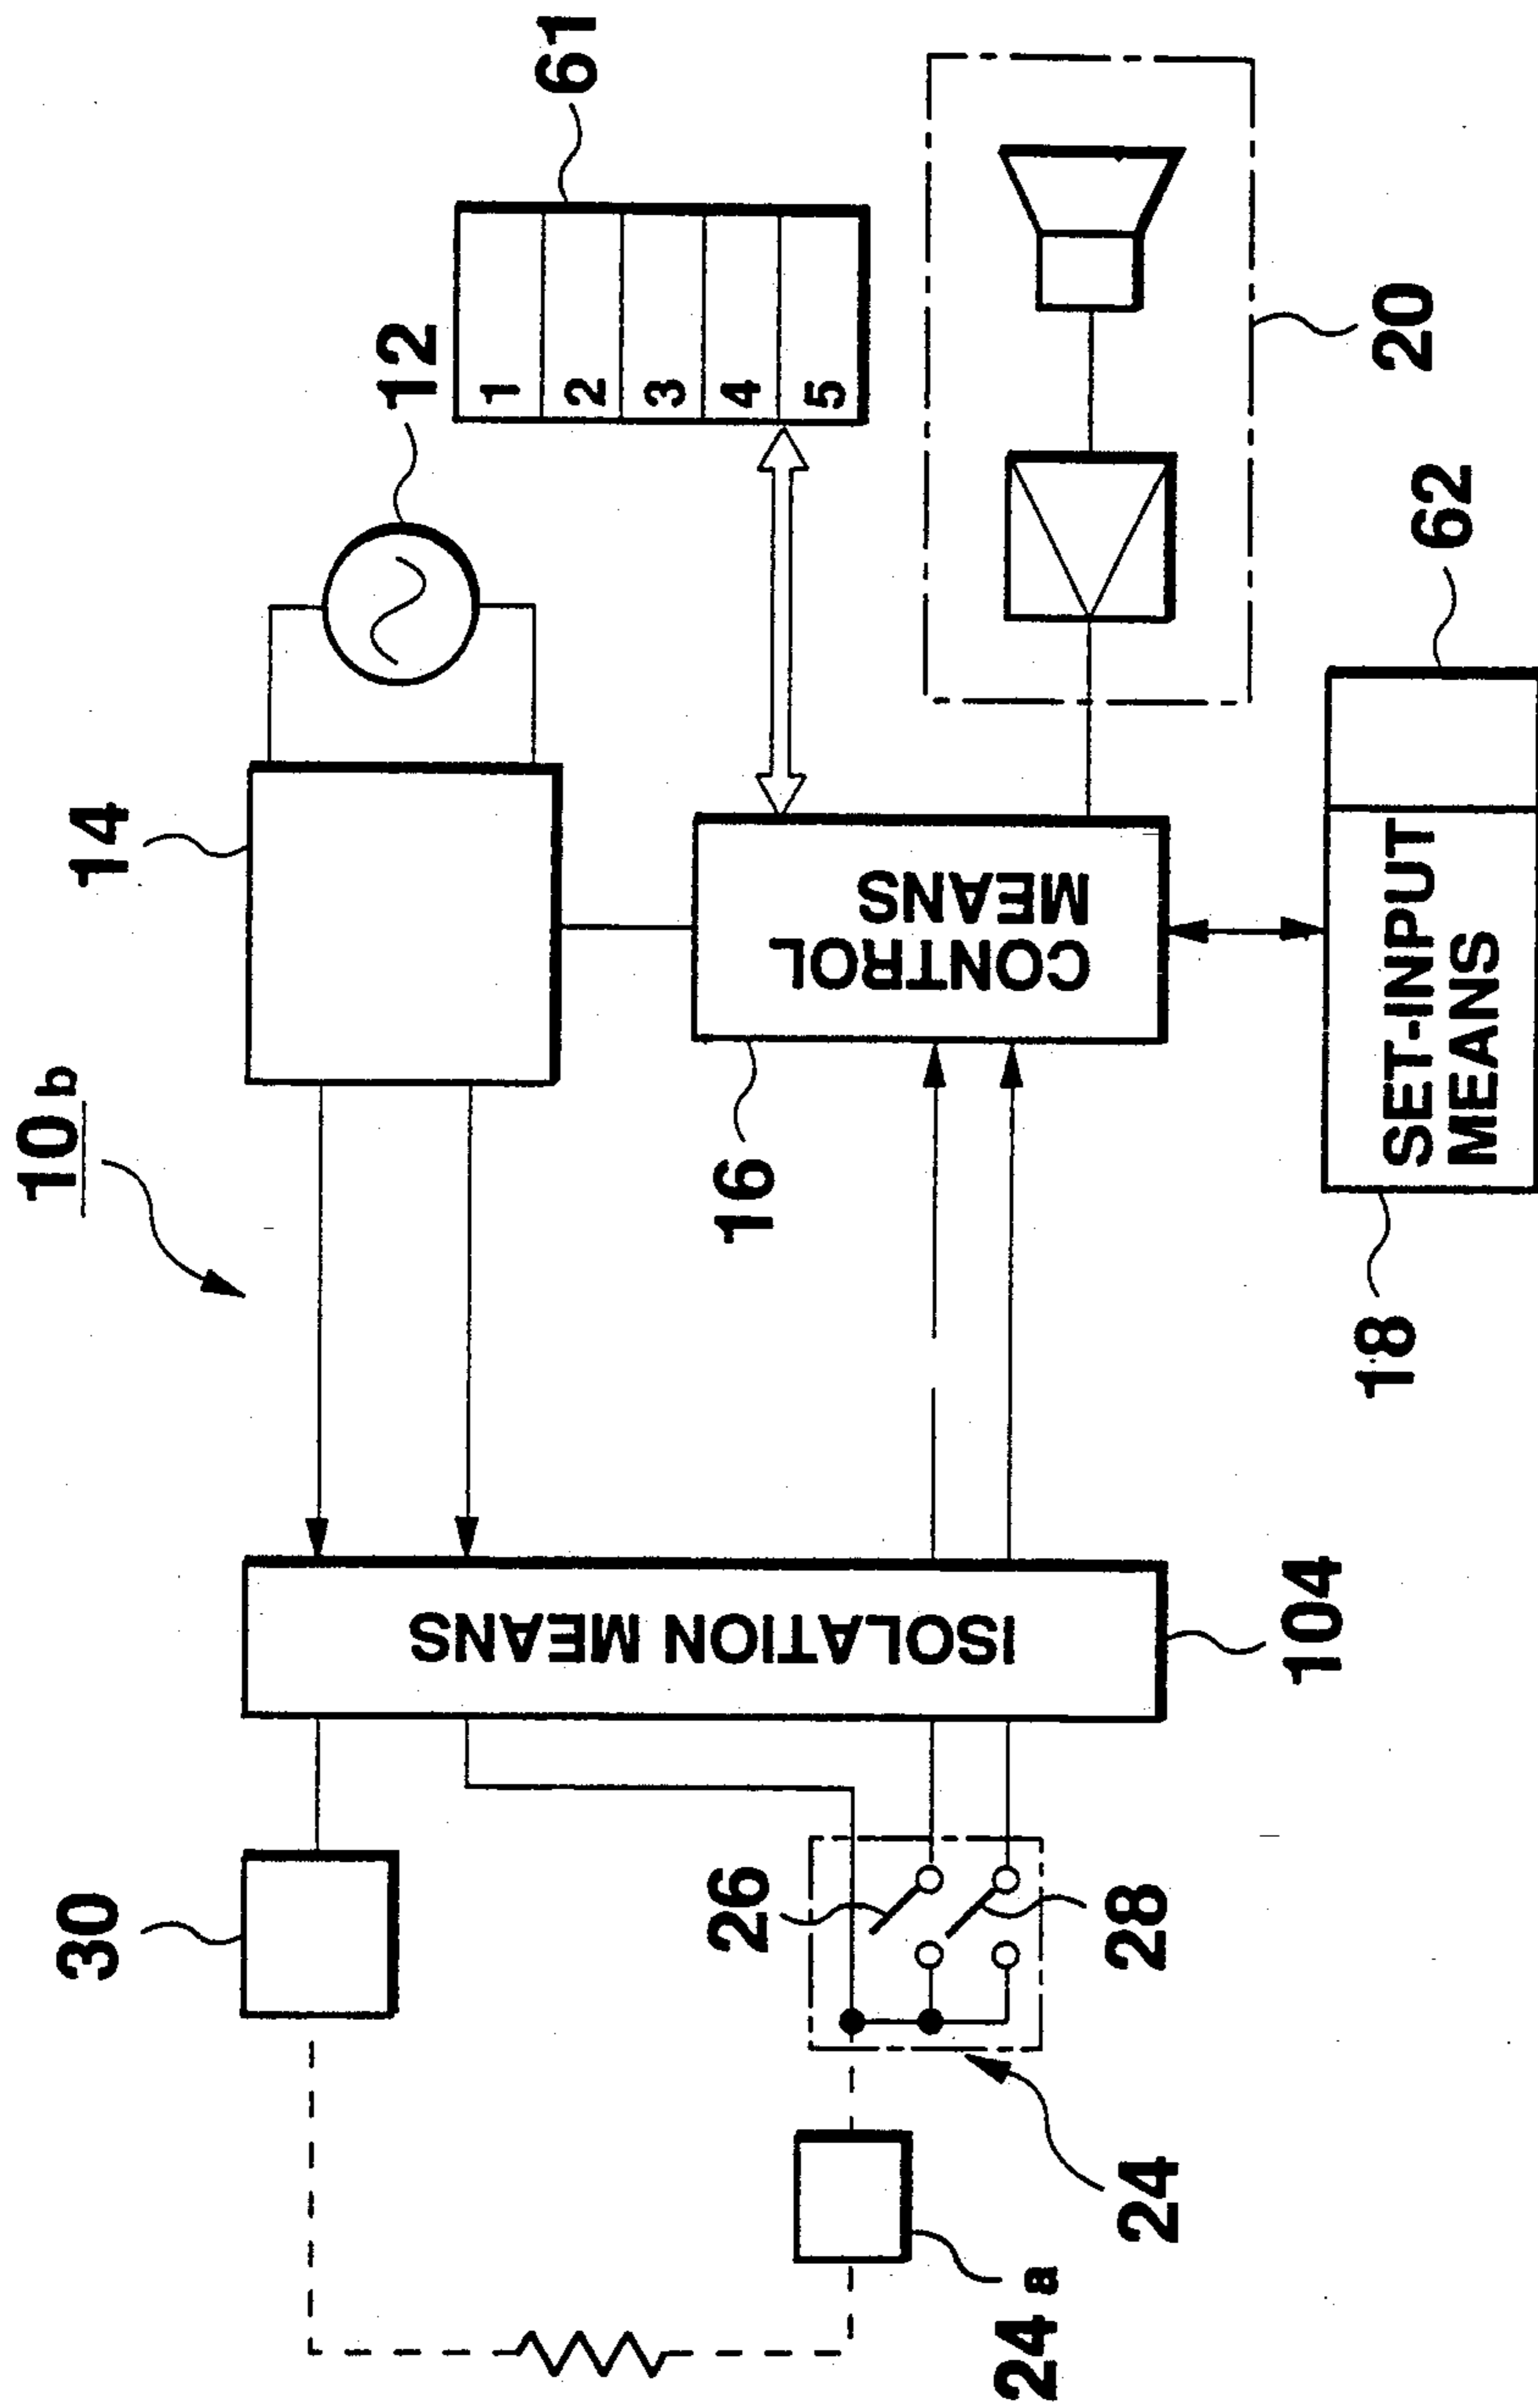 10b
14
12
61
1
2
3
4
5
30
ISOLATION MEANS
104
16
CONTROL
MEANS
20
26
28
24
24a
18
SET-INPUT
MEANS
62